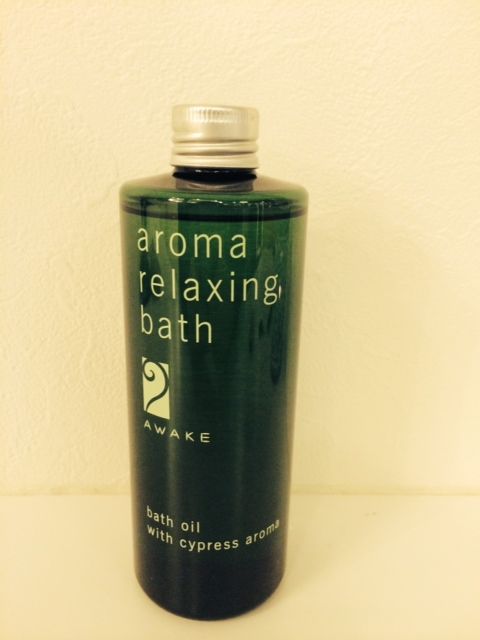 aroma
relaxing
bath
AWAKE
bath oil
with cypress aroma